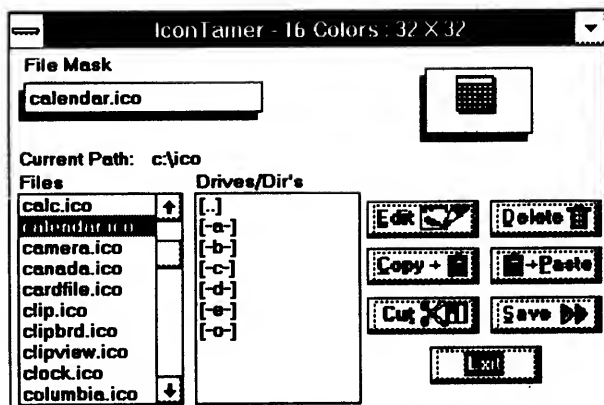 IconTamer - 16 Colors : 32 X 32
File Mask
calendar.ico
Current Path: c:\ico
Files
Drives/Dir's
calc.ico
calendar.ico
camera.ico
canada.ico
cardfile.ico
clip.ico
clipbrd.ico
clipview.ico
clock.ico
columbia.ico
[..]
[-a-]
[-b-]
[-c-]
[-d-]
[-e-]
[-o-]
Edit
Delete
Copy
Paste
Cut
Save
Exit